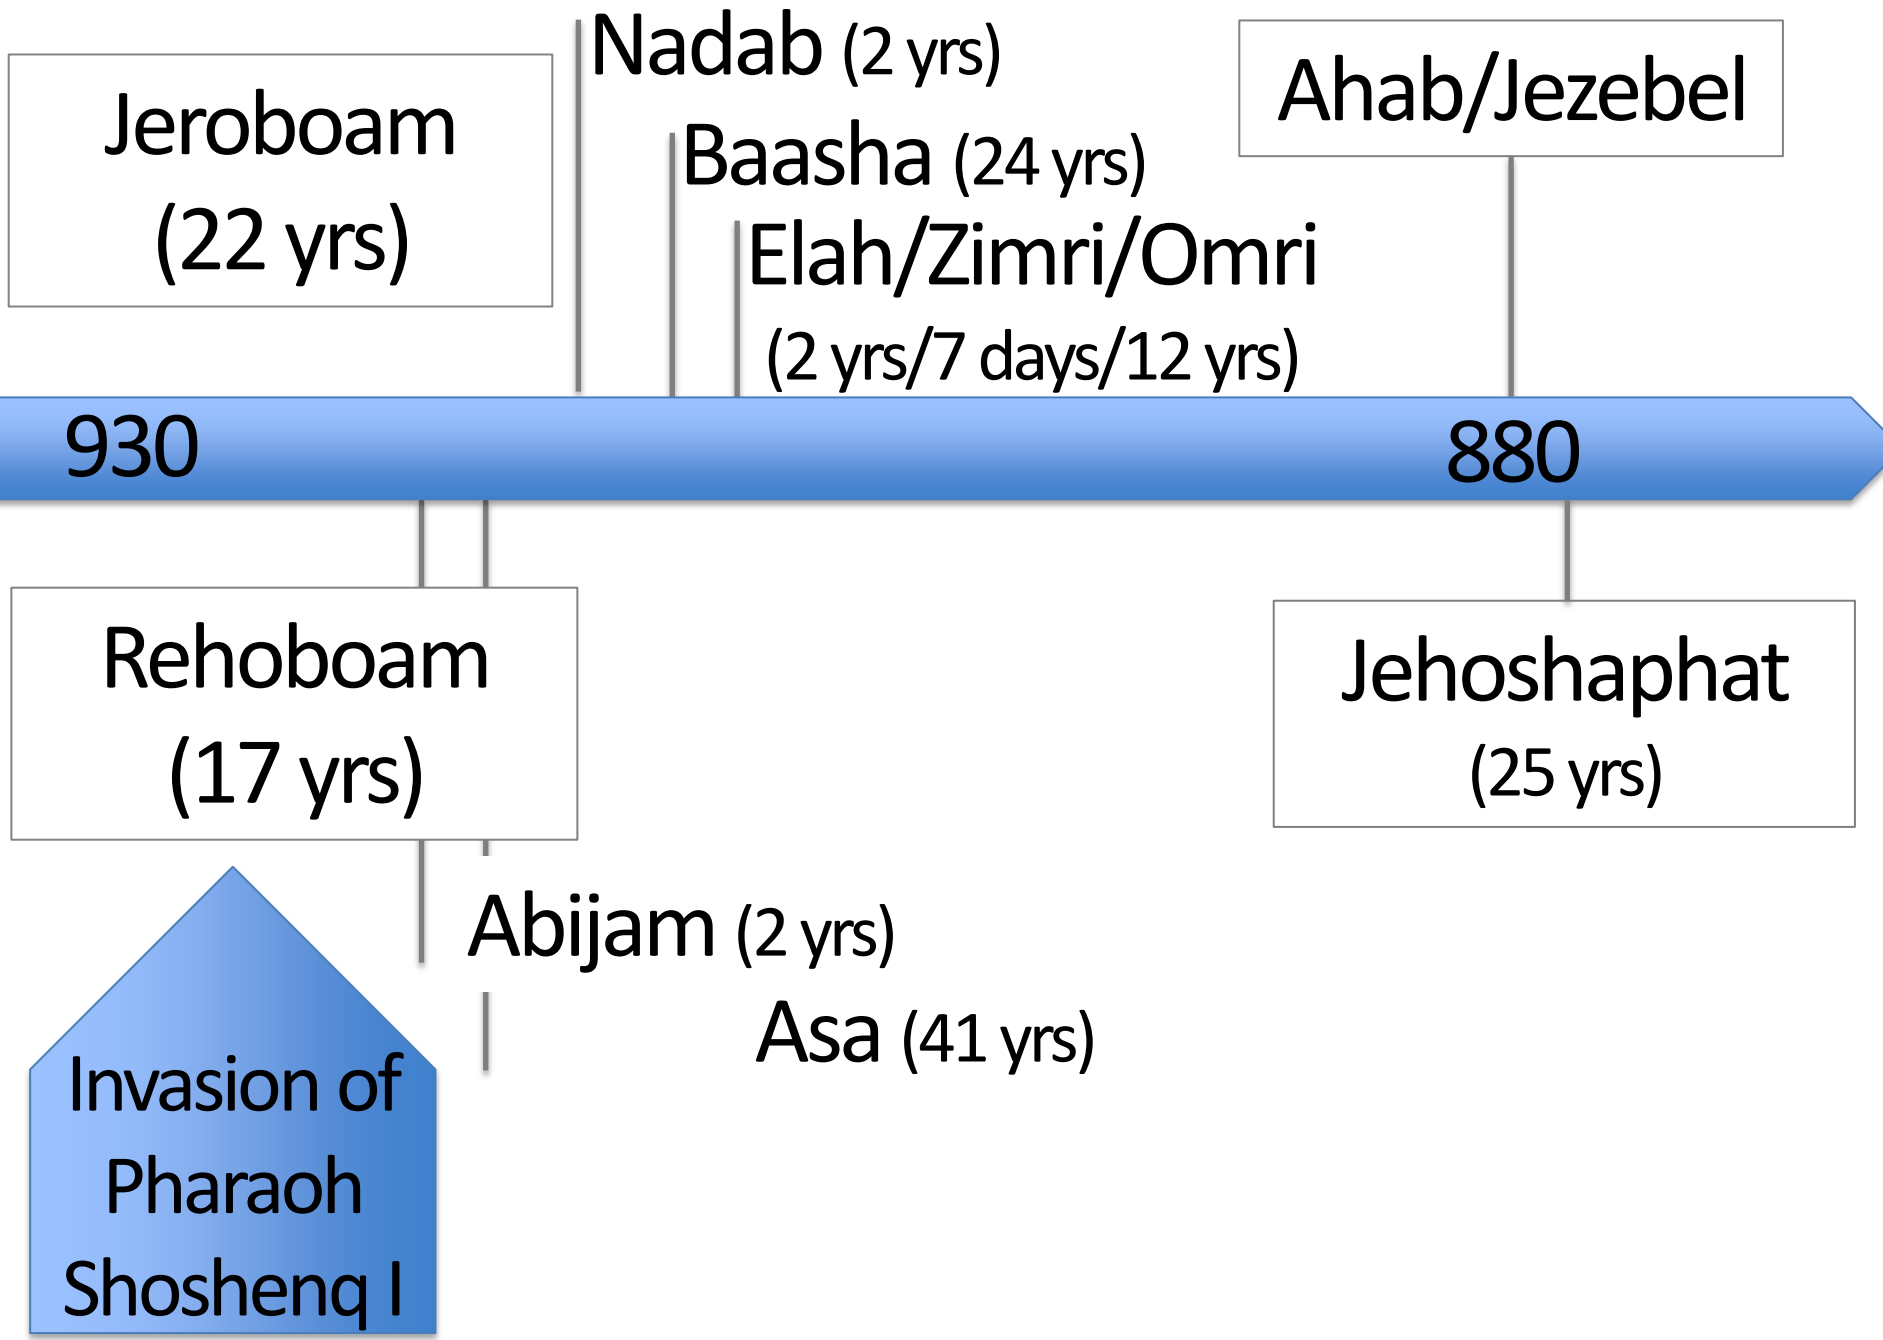 Jeroboam
(22 yrs)
Nadab (2 yrs)
Baasha (24 yrs)
Elah/Zimri/Omri
(2 yrs/7 days/12 yrs)
Ahab/Jezebel
930
880
Rehoboam
(17 yrs)
Jehoshaphat
(25 yrs)
Abijam (2 yrs)
Asa (41 yrs)
Invasion of
Pharaoh
Shoshenq I